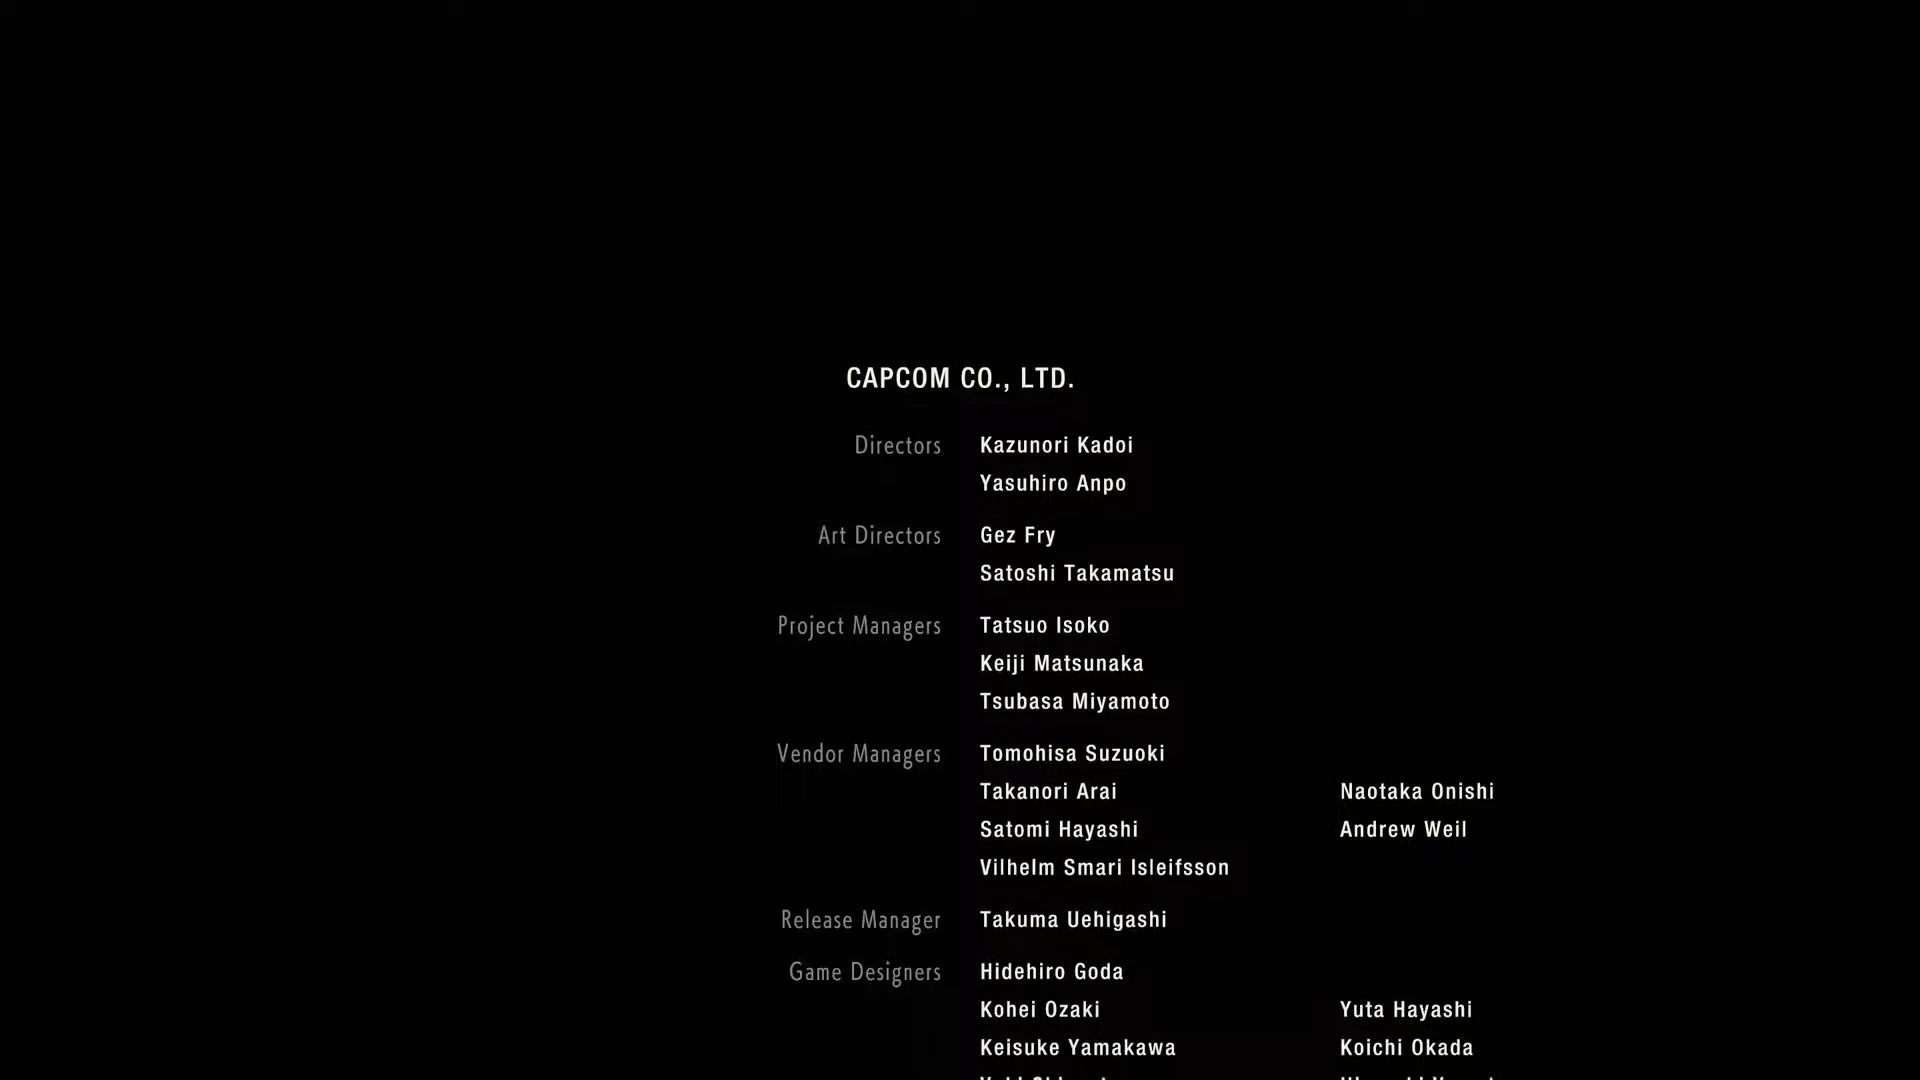 CAPCOM CO., LTD.
Directors Kazunori Kadoi
Yasuhiro Anpo
Art Directors Gez Fry
Satoshi Takamatsu
Project Managers Tatsuo Isoko
Keiji Matsunaka
Tsubasa Miyamoto
Vendor Managers Tomohisa Suzuoki
Takanori Arai Naotaka Onishi
Satomi Hayashi Andrew Weil
Vilhelm Smari Isleifsson
Release Manager Takuma Uehigashi
Game Designers Hidehiro Goda
Kohei Ozaki Yuta Hayashi
Keisuke Yamakawa Koichi Okada